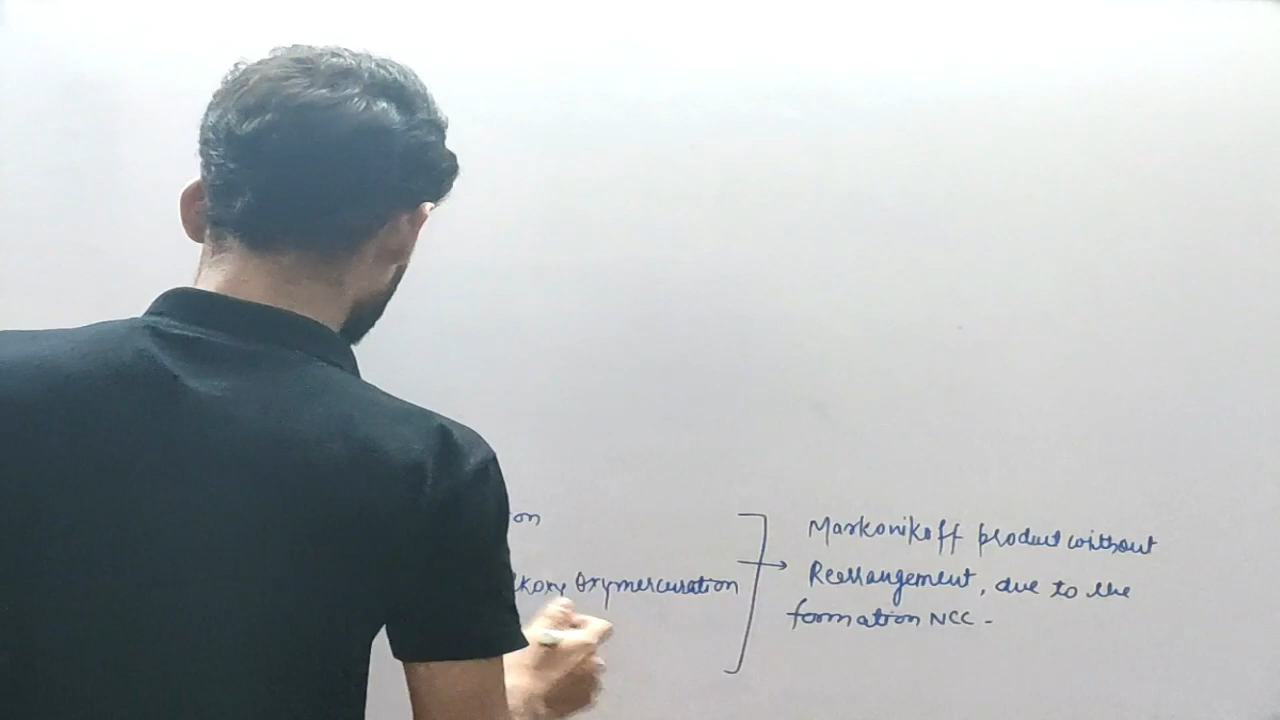 on
Markonikoff product without
koxy Oxymercuration
Rearrangement, due to the
formation NCC -